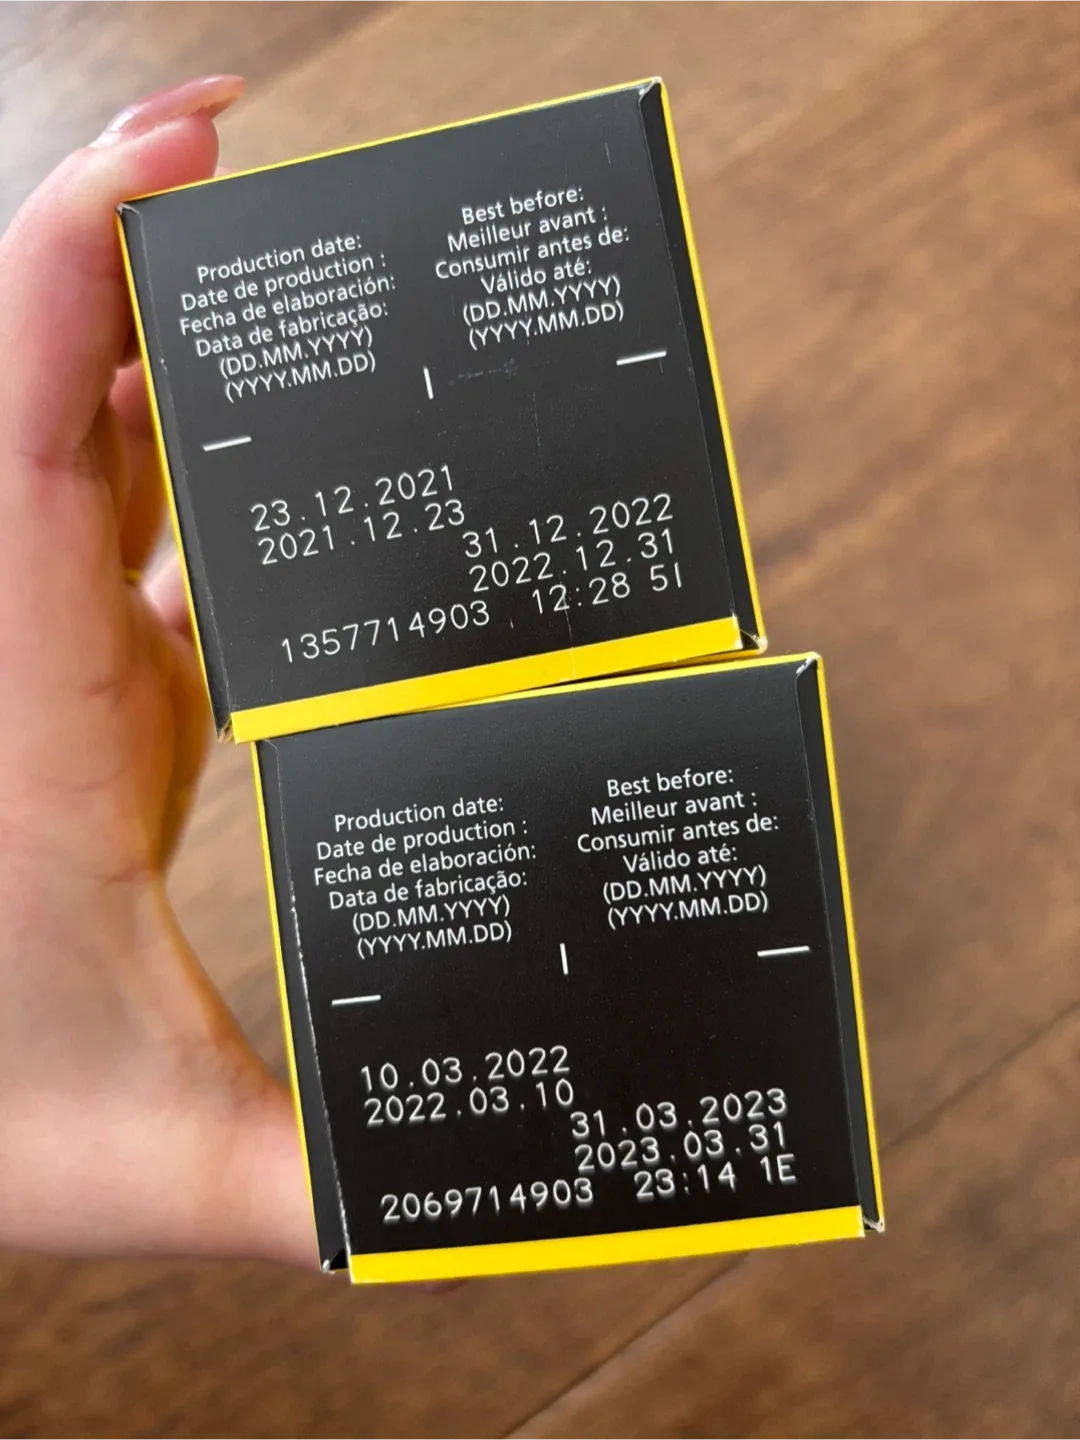 Production date:
Date de production :
Fecha de elaboración:
Data de fabricação:
(DD.MM.YYYY)
(YYYY.MM.DD)
Best before:
Meilleur avant :
Consumir antes de:
Válido até:
(DD.MM.YYYY)
(YYYY.MM.DD)
23.12.2021
2021.12.23
31.12.2022
2022.12.31
1357714903 12:28 5I
Production date:
Date de production :
Fecha de elaboración:
Data de fabricação:
(DD.MM.YYYY)
(YYYY.MM.DD)
Best before:
Meilleur avant :
Consumir antes de:
Válido até:
(DD.MM.YYYY)
(YYYY.MM.DD)
10.03.2022
2022.03.10
31.03.2023
2023.03.31
2069714903 23:14 1E